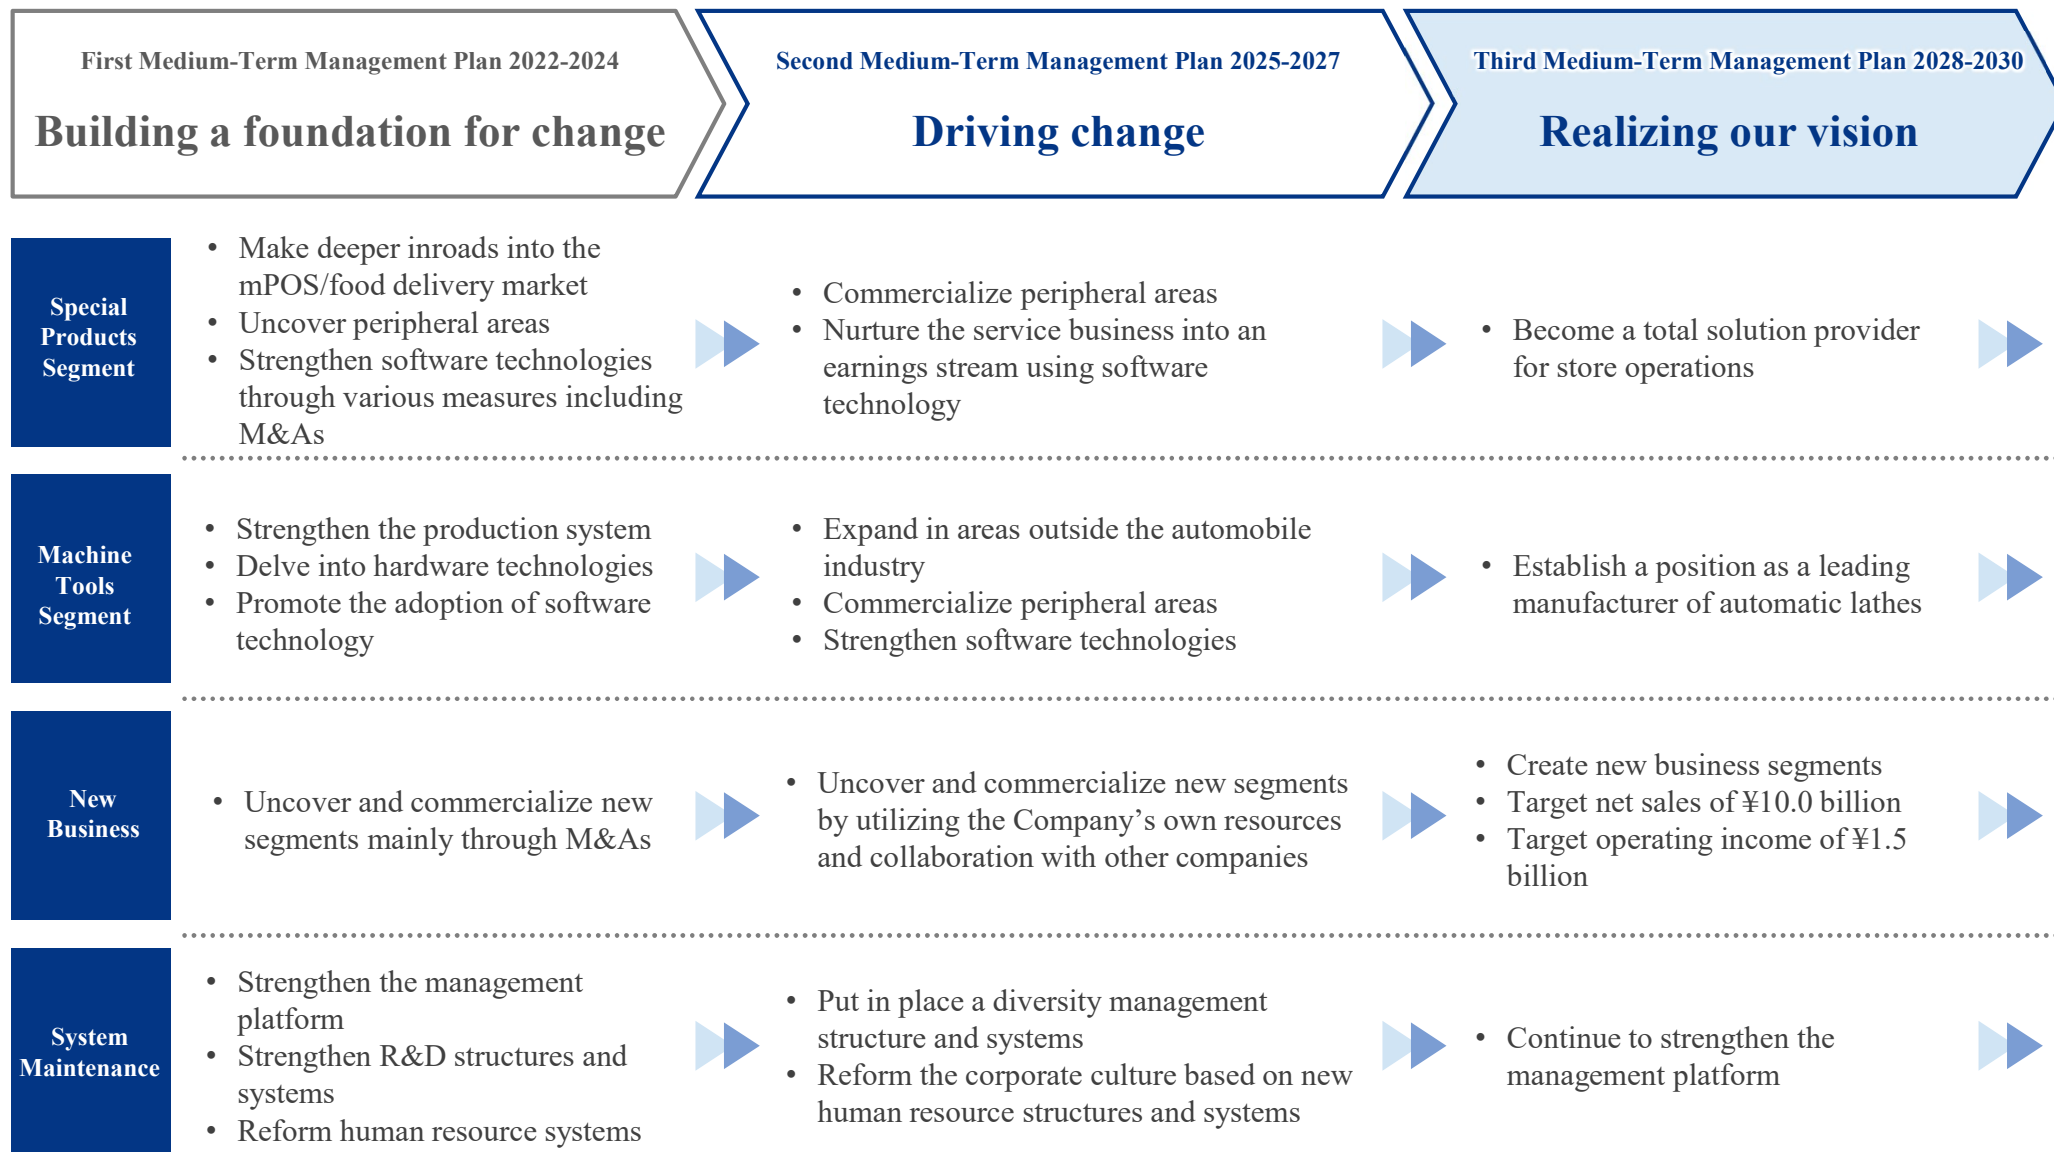 First Medium-Term Management Plan 2022-2024
Building a foundation for change
Second Medium-Term Management Plan 2025-2027
Driving change
Third Medium-Term Management Plan 2028-2030
Realizing our vision
Special
Products
Segment
• Make deeper inroads into the
mPOS/food delivery market
• Uncover peripheral areas
• Strengthen software technologies
through various measures including
M&As
• Commercialize peripheral areas
• Nurture the service business into an
earnings stream using software
technology
• Become a total solution provider
for store operations
Machine
Tools
Segment
• Strengthen the production system
• Delve into hardware technologies
• Promote the adoption of software
technology
• Expand in areas outside the automobile
industry
• Commercialize peripheral areas
• Strengthen software technologies
• Establish a position as a leading
manufacturer of automatic lathes
New
Business
• Uncover and commercialize new
segments mainly through M&As
• Uncover and commercialize new segments
by utilizing the Company’s own resources
and collaboration with other companies
• Create new business segments
• Target net sales of ¥10.0 billion
• Target operating income of ¥1.5
billion
System
Maintenance
• Strengthen the management
platform
• Strengthen R&D structures and
systems
• Reform human resource systems
• Put in place a diversity management
structure and systems
• Reform the corporate culture based on new
human resource structures and systems
• Continue to strengthen the
management platform